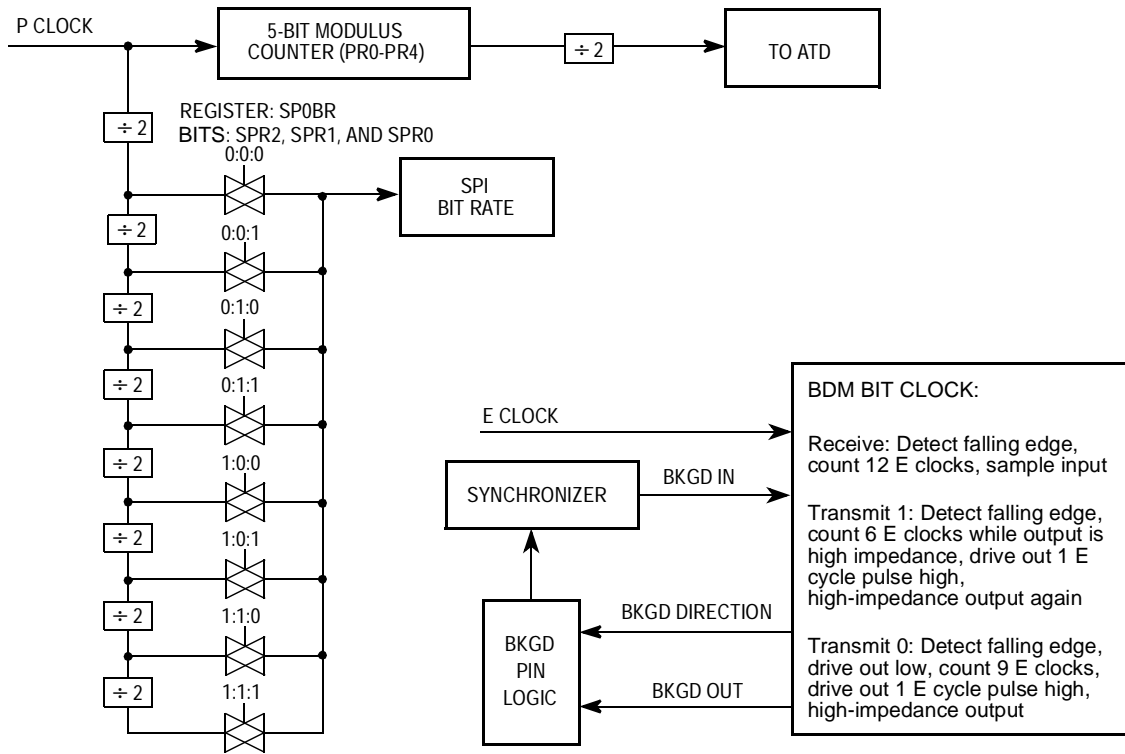 P CLOCK
5-BIT MODULUS
COUNTER (PR0-PR4)
÷ 2
TO ATD
÷ 2
REGISTER: SP0BR
BITS: SPR2, SPR1, AND SPR0
0:0:0
SPI
BIT RATE
÷ 2
0:0:1
÷ 2
0:1:0
÷ 2
0:1:1
÷ 2
1:0:0
÷ 2
1:0:1
÷ 2
1:1:0
÷ 2
1:1:1
E CLOCK
SYNCHRONIZER
BKGD IN
BKGD
PIN
LOGIC
BKGD DIRECTION
BKGD OUT
BDM BIT CLOCK:
Receive: Detect falling edge,
count 12 E clocks, sample input
Transmit 1: Detect falling edge,
count 6 E clocks while output is
high impedance, drive out 1 E
cycle pulse high,
high-impedance output again
Transmit 0: Detect falling edge,
drive out low, count 9 E clocks,
drive out 1 E cycle pulse high,
high-impedance output